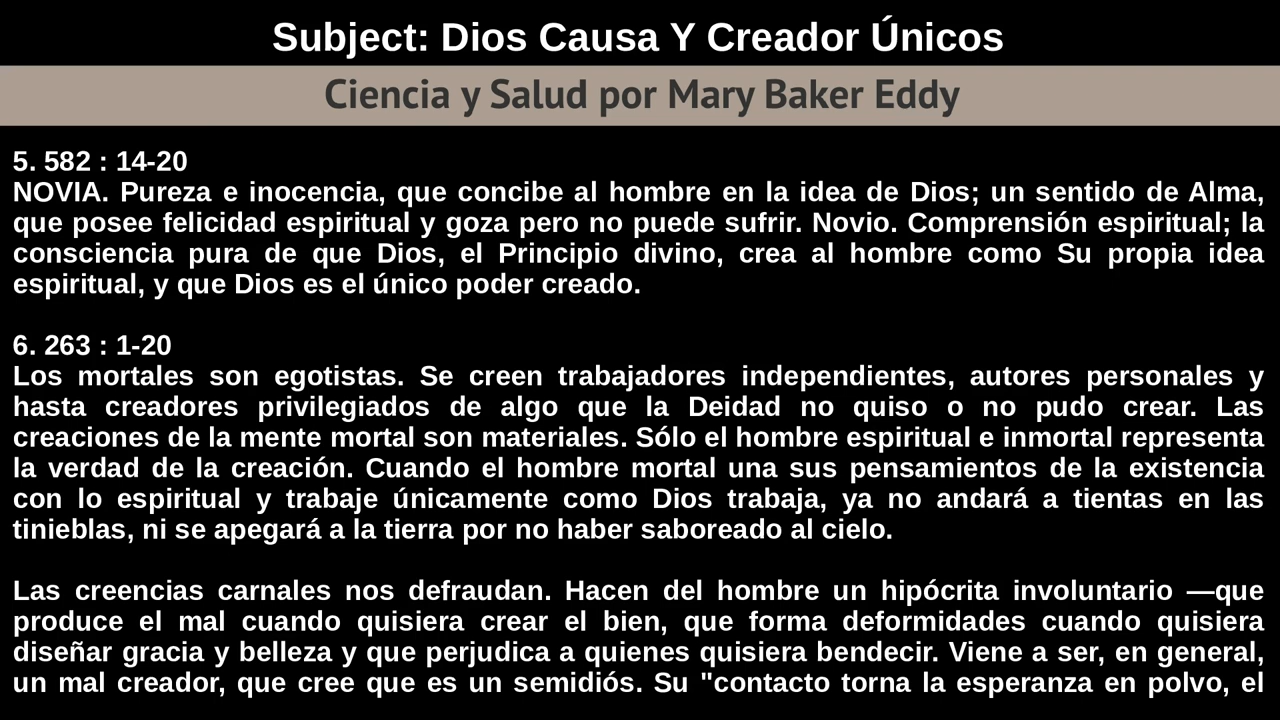 Subject: Dios Causa Y Creador Únicos
Ciencia y Salud por Mary Baker Eddy
5. 582 : 14-20
NOVIA. Pureza e inocencia, que concibe al hombre en la idea de Dios; un sentido de Alma,
que posee felicidad espiritual y goza pero no puede sufrir. Novio. Comprensión espiritual; la
consciencia pura de que Dios, el Principio divino, crea al hombre como Su propia idea
espiritual, y que Dios es el único poder creado.
6. 263 : 1-20
Los mortales son egotistas. Se creen trabajadores independientes, autores personales y
hasta creadores privilegiados de algo que la Deidad no quiso o no pudo crear. Las
creaciones de la mente mortal son materiales. Sólo el hombre espiritual e inmortal representa
la verdad de la creación. Cuando el hombre mortal una sus pensamientos de la existencia
con lo espiritual y trabaje únicamente como Dios trabaja, ya no andará a tientas en las
tinieblas, ni se apegará a la tierra por no haber saboreado al cielo.
Las creencias carnales nos defraudan. Hacen del hombre un hipócrita involuntario —que
produce el mal cuando quisiera crear el bien, que forma deformidades cuando quisiera
diseñar gracia y belleza y que perjudica a quienes quisiera bendecir. Viene a ser, en general,
un mal creador, que cree que es un semidiós. Su "contacto torna la esperanza en polvo, el